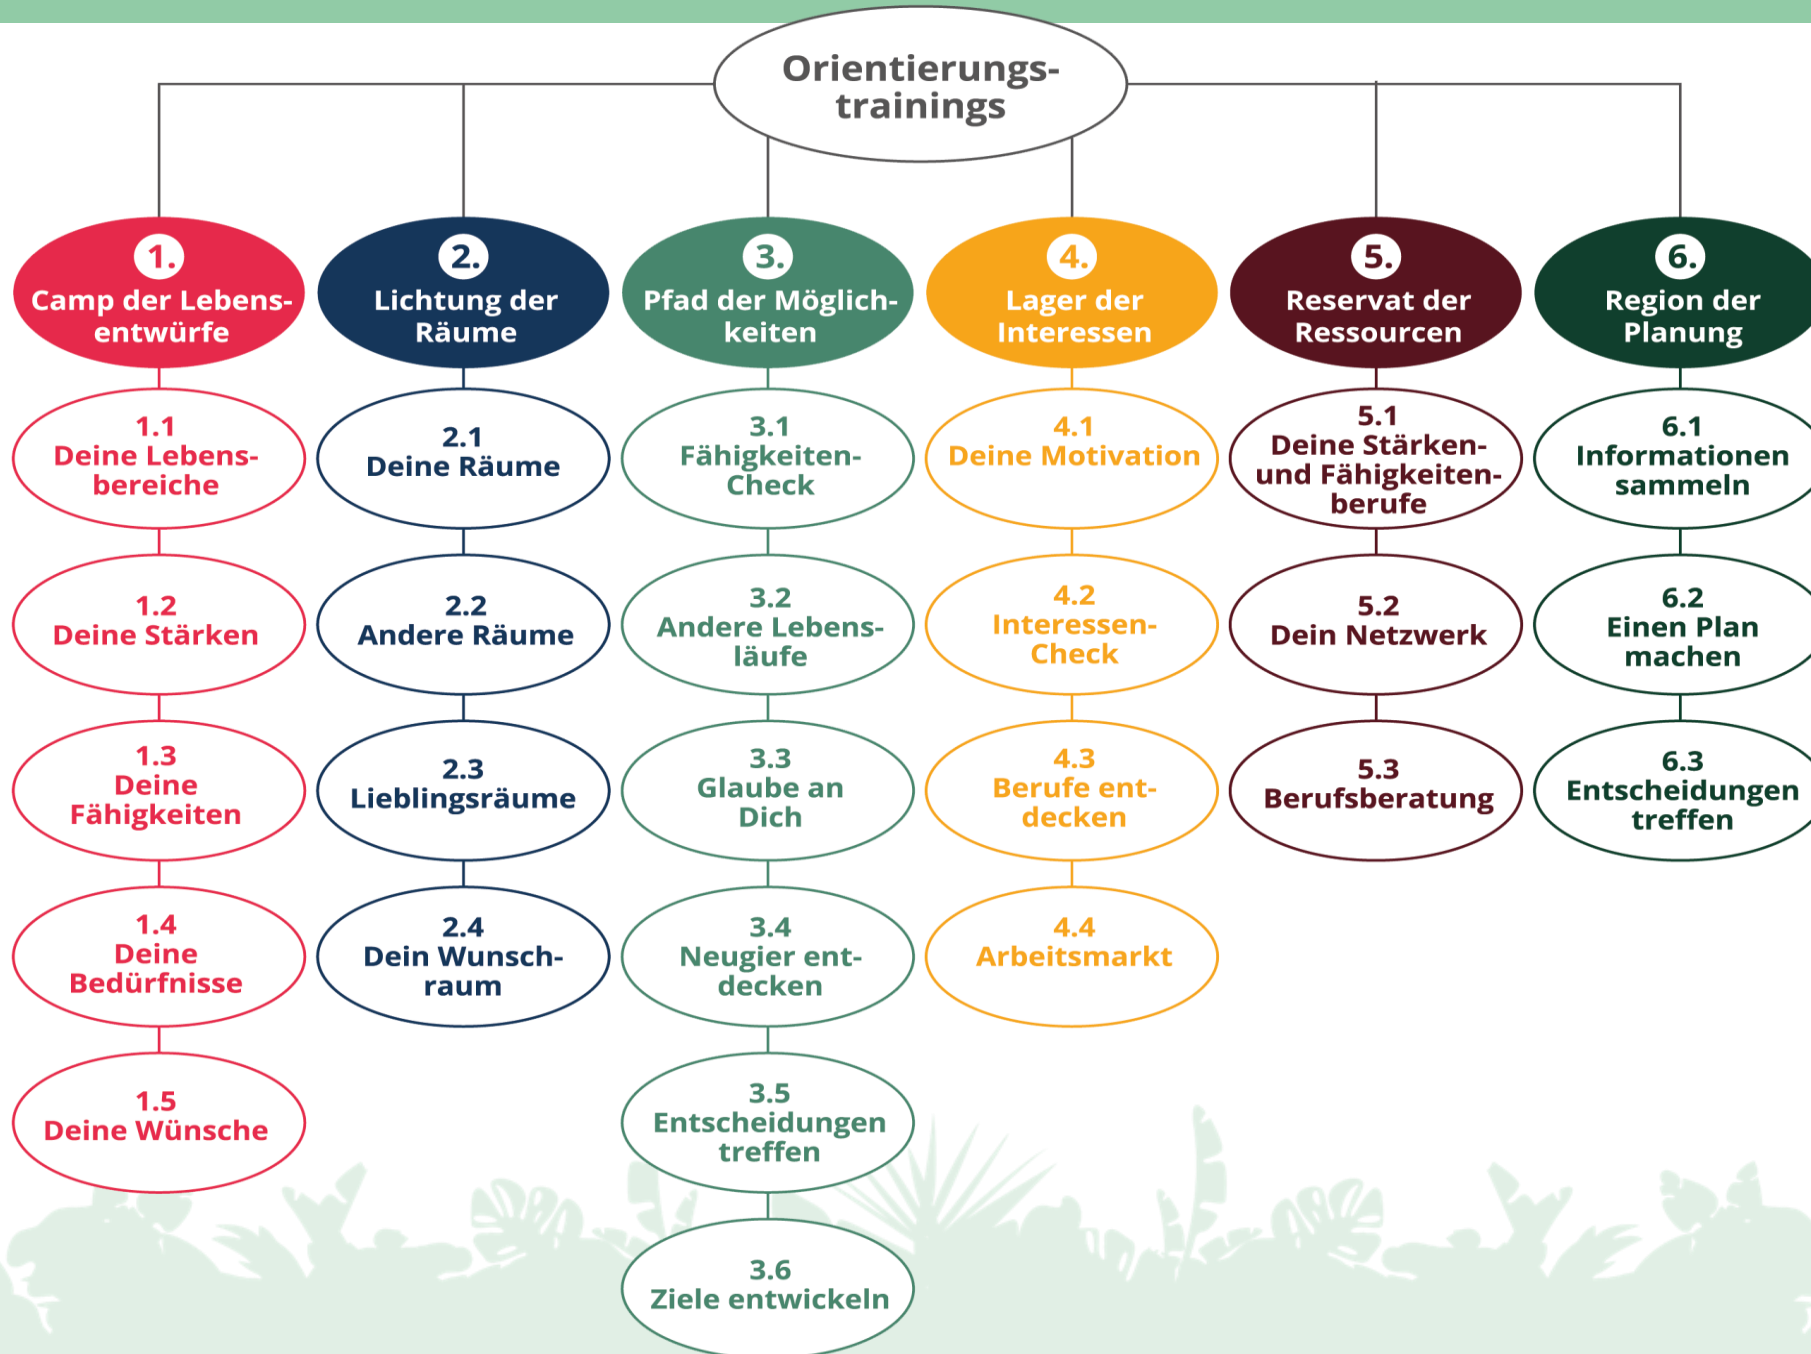 Orientierungs-
trainings
1.
Camp der Lebens-
entwürfe
1.1
Deine Lebens-
bereiche
1.2
Deine Stärken
1.3
Deine
Fähigkeiten
1.4
Deine
Bedürfnisse
1.5
Deine Wünsche
2.
Lichtung der
Räume
2.1
Deine Räume
2.2
Andere Räume
2.3
Lieblingsräume
2.4
Dein Wunsch-
raum
3.
Pfad der Möglich-
keiten
3.1
Fähigkeiten-
Check
3.2
Andere Lebens-
läufe
3.3
Glaube an
Dich
3.4
Neugier ent-
decken
3.5
Entscheidungen
treffen
3.6
Ziele entwickeln
4.
Lager der
Interessen
4.1
Deine Motivation
4.2
Interessen-
Check
4.3
Berufe ent-
decken
4.4
Arbeitsmarkt
5.
Reservat der
Ressourcen
5.1
Deine Stärken-
und Fähigkeiten-
berufe
5.2
Dein Netzwerk
5.3
Berufsberatung
6.
Region der
Planung
6.1
Informationen
sammeln
6.2
Einen Plan
machen
6.3
Entscheidungen
treffen